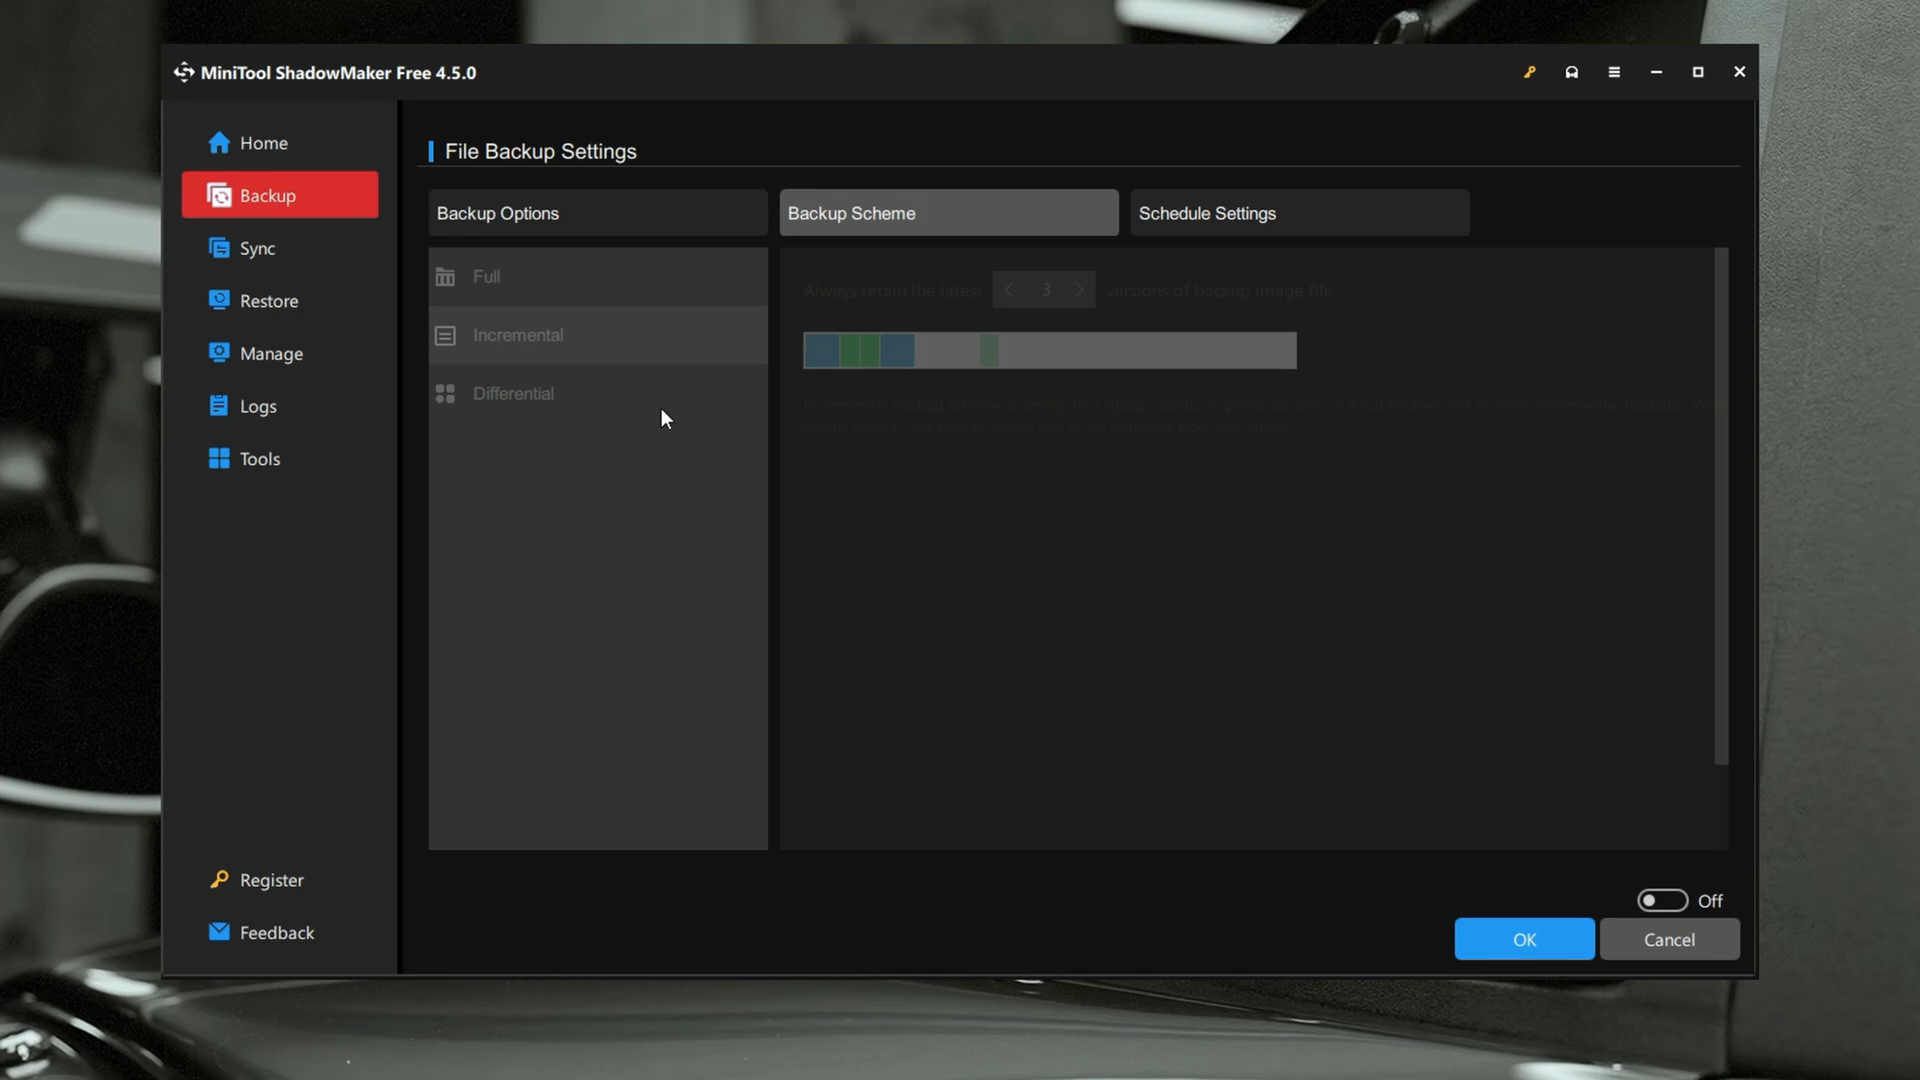 MiniTool ShadowMaker Free 4.5.0
Home
Backup
Sync
Restore
Manage
Logs
Tools
Register
Feedback
File Backup Settings
Backup Options
Backup Scheme
Schedule Settings
Full
Incremental
Differential
Always retain the latest 3 versions of backup image file.
Off
OK
Cancel